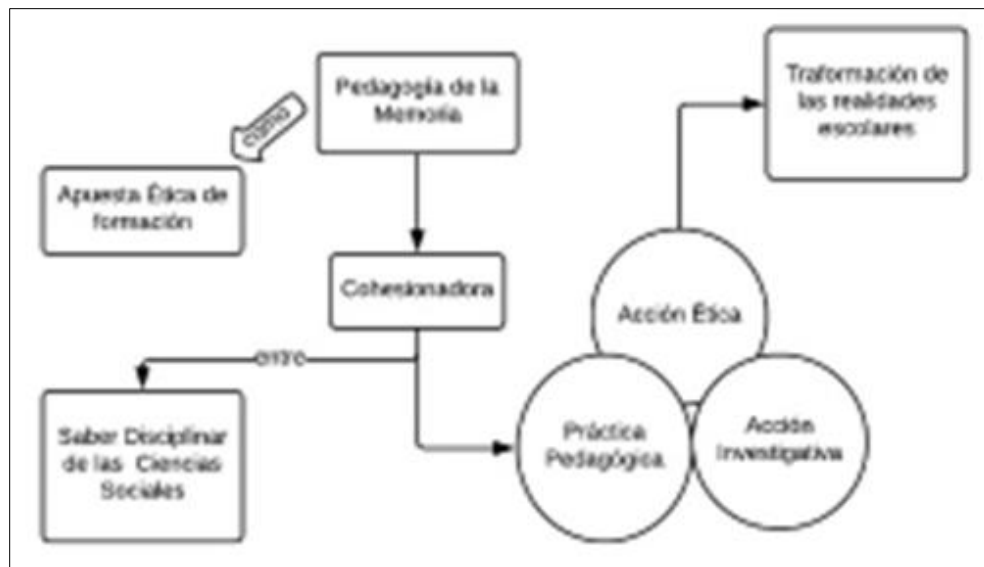 Pedagogía de la
Memoria
como
Apuesta Ética de
formación
Cohesionadora
entre
Saber Disciplinar
de las Ciencias
Sociales
Traformación de
las realidades
escolares
Acción Ética
Práctica
Pedagógica
Acción
Investigativa